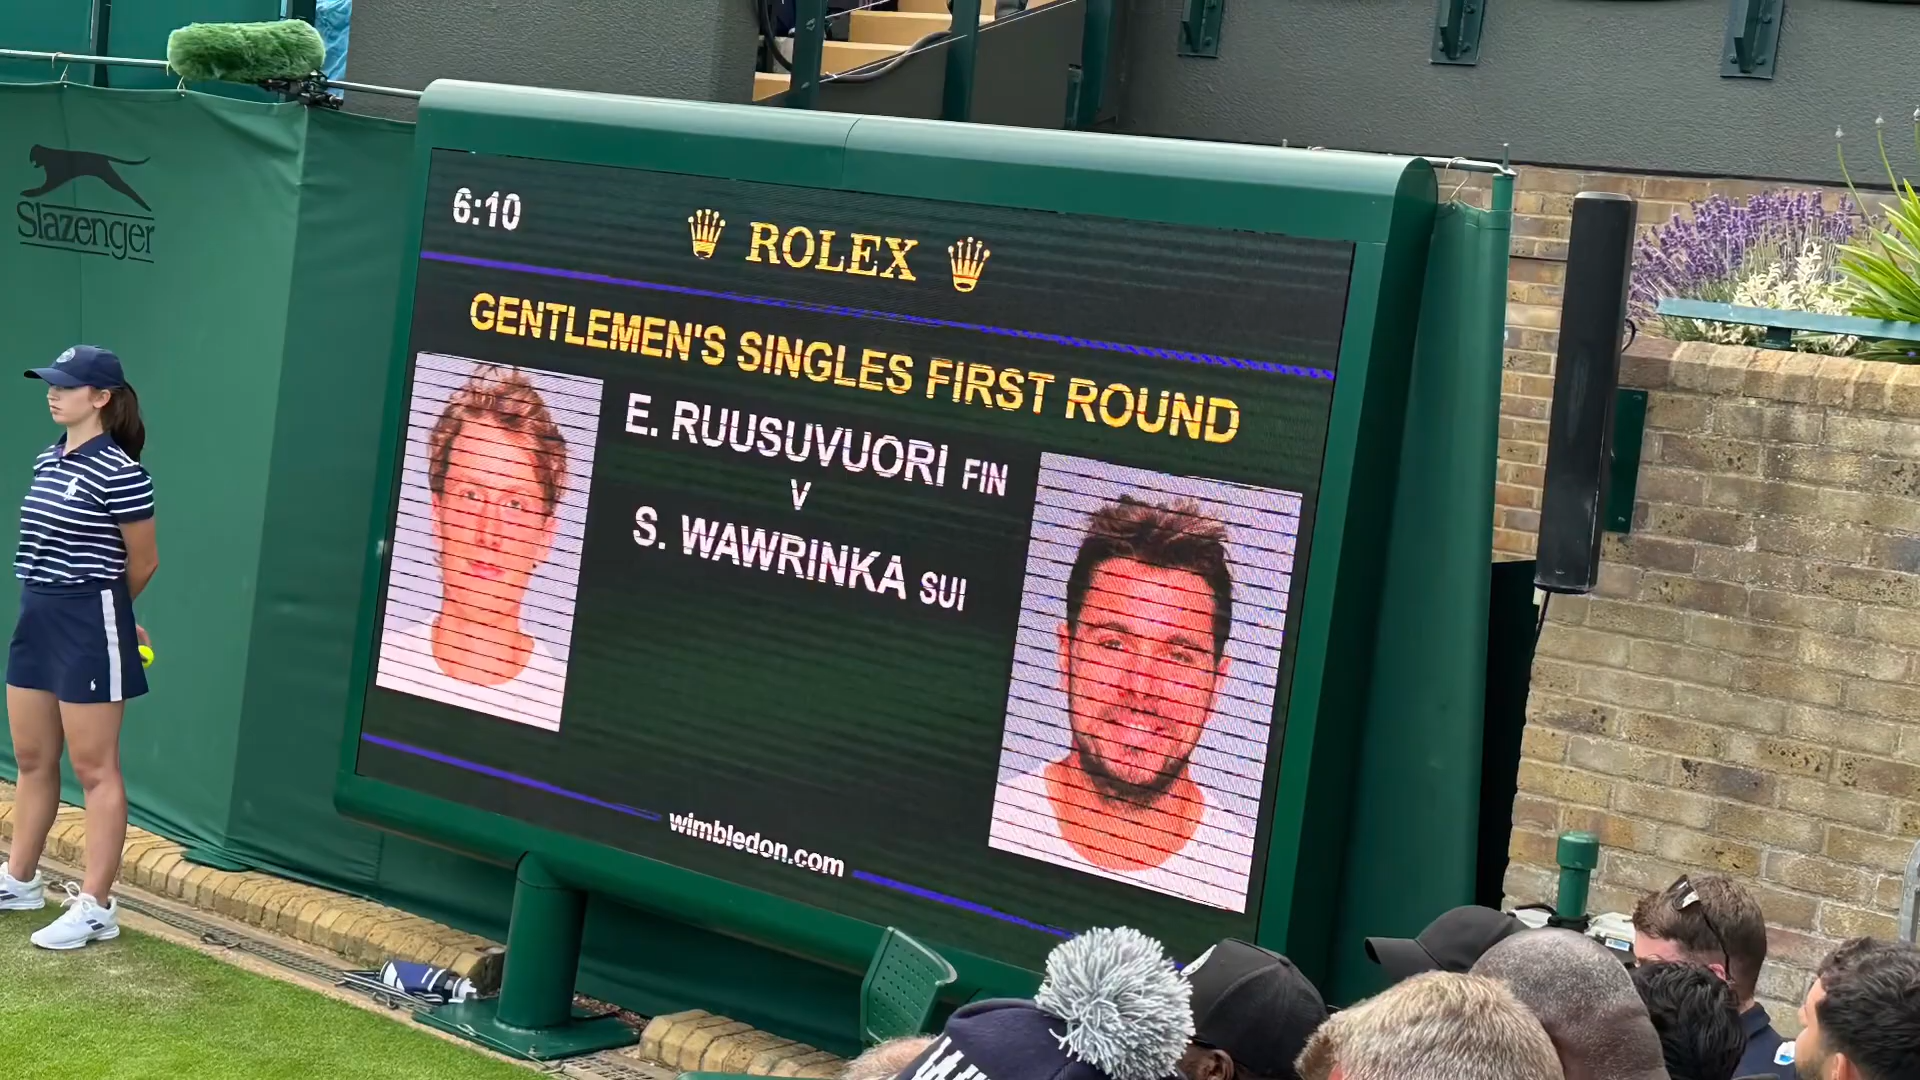 Slazenger
6:10
ROLEX
GENTLEMEN'S SINGLES FIRST ROUND
E. RUUSUVUORI FIN
V
S. WAWRINKA SUI
wimbledon.com